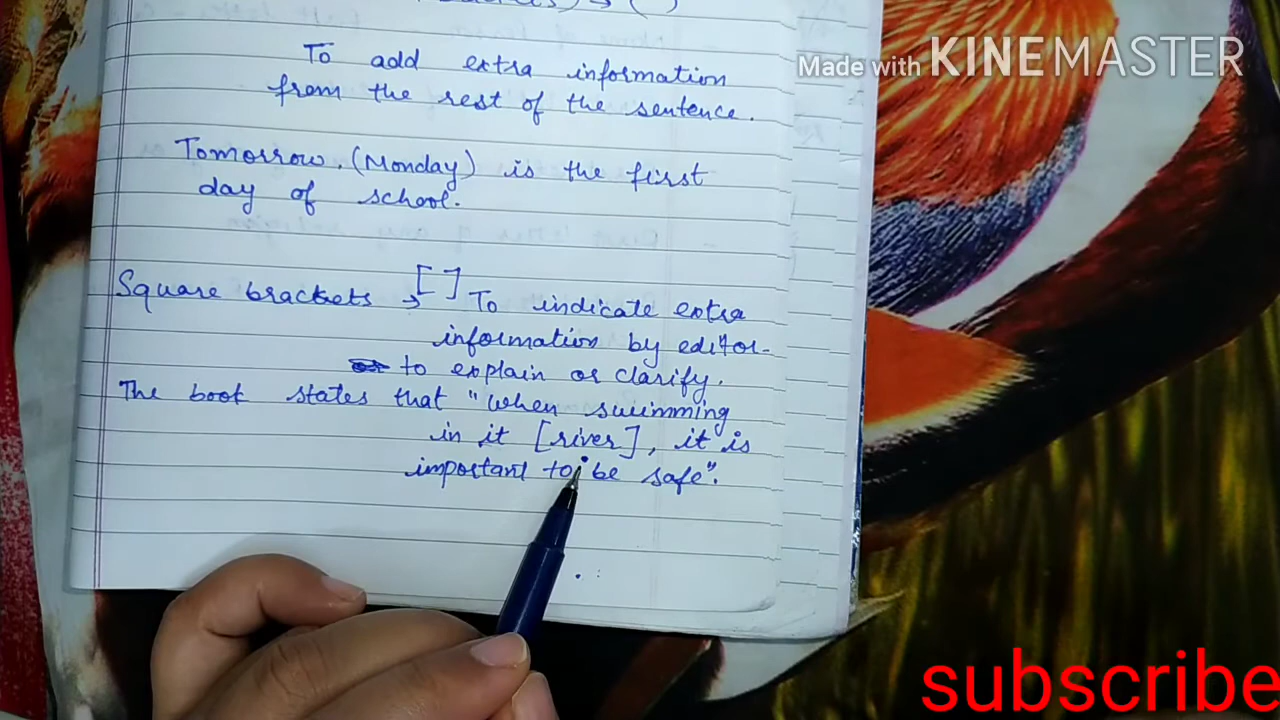 To add extra information
from the rest of the sentence.
Tomorrow, (Monday) is the first
day of school.
Square brackets → [ ] To indicate extra
information by editor.
to explain or clarify.
The book states that "when swimming
in it [river], it is
important to be safe".
Made with KINEMASTER
subscribe